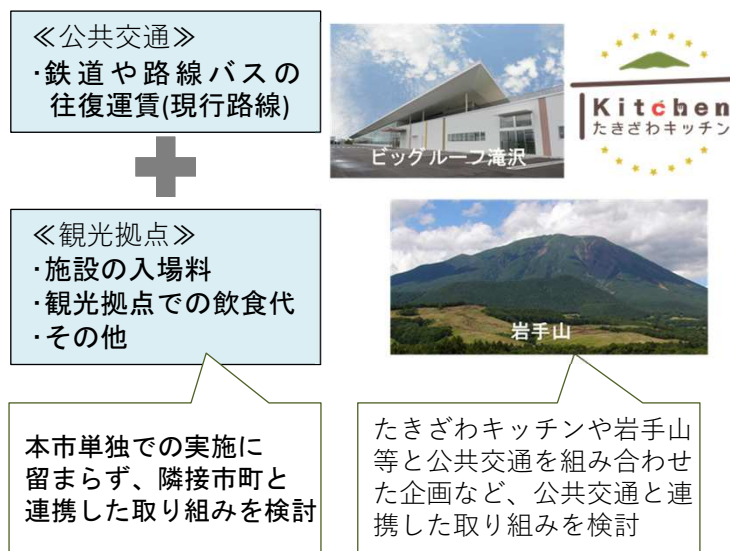 ≪公共交通≫
・鉄道や路線バスの
往復運賃(現行路線)
ビッグルーフ滝沢
Kitchen
たきざわキッチン
≪観光拠点≫
・施設の入場料
・観光拠点での飲食代
・その他
岩手山
本市単独での実施に
留まらず、隣接市町と
連携した取り組みを検討
たきざわキッチンや岩手山
等と公共交通を組み合わせ
た企画など、公共交通と連
携した取り組みを検討